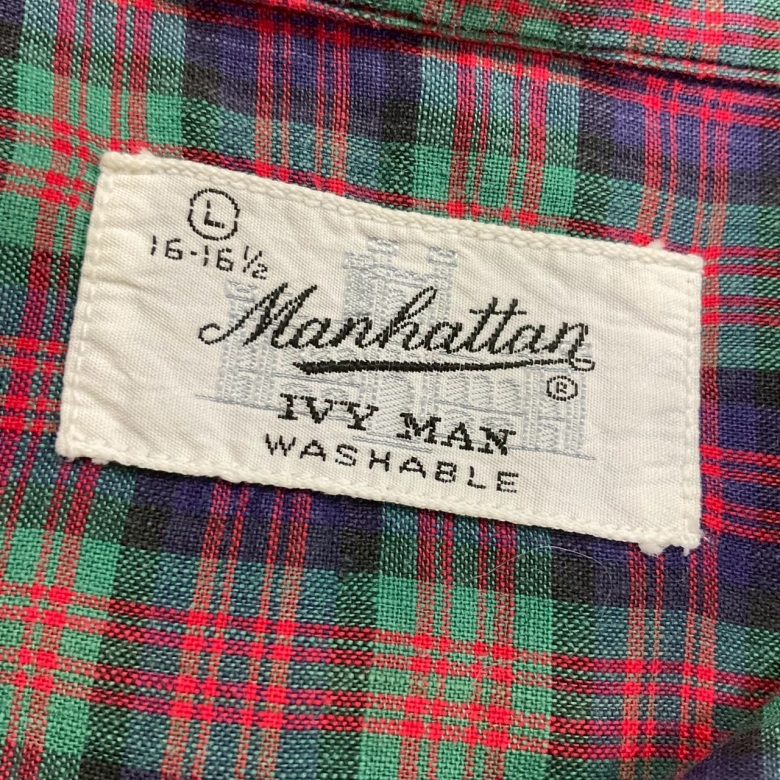 L
16-16½
Manhattan
®
IVY MAN
WASHABLE